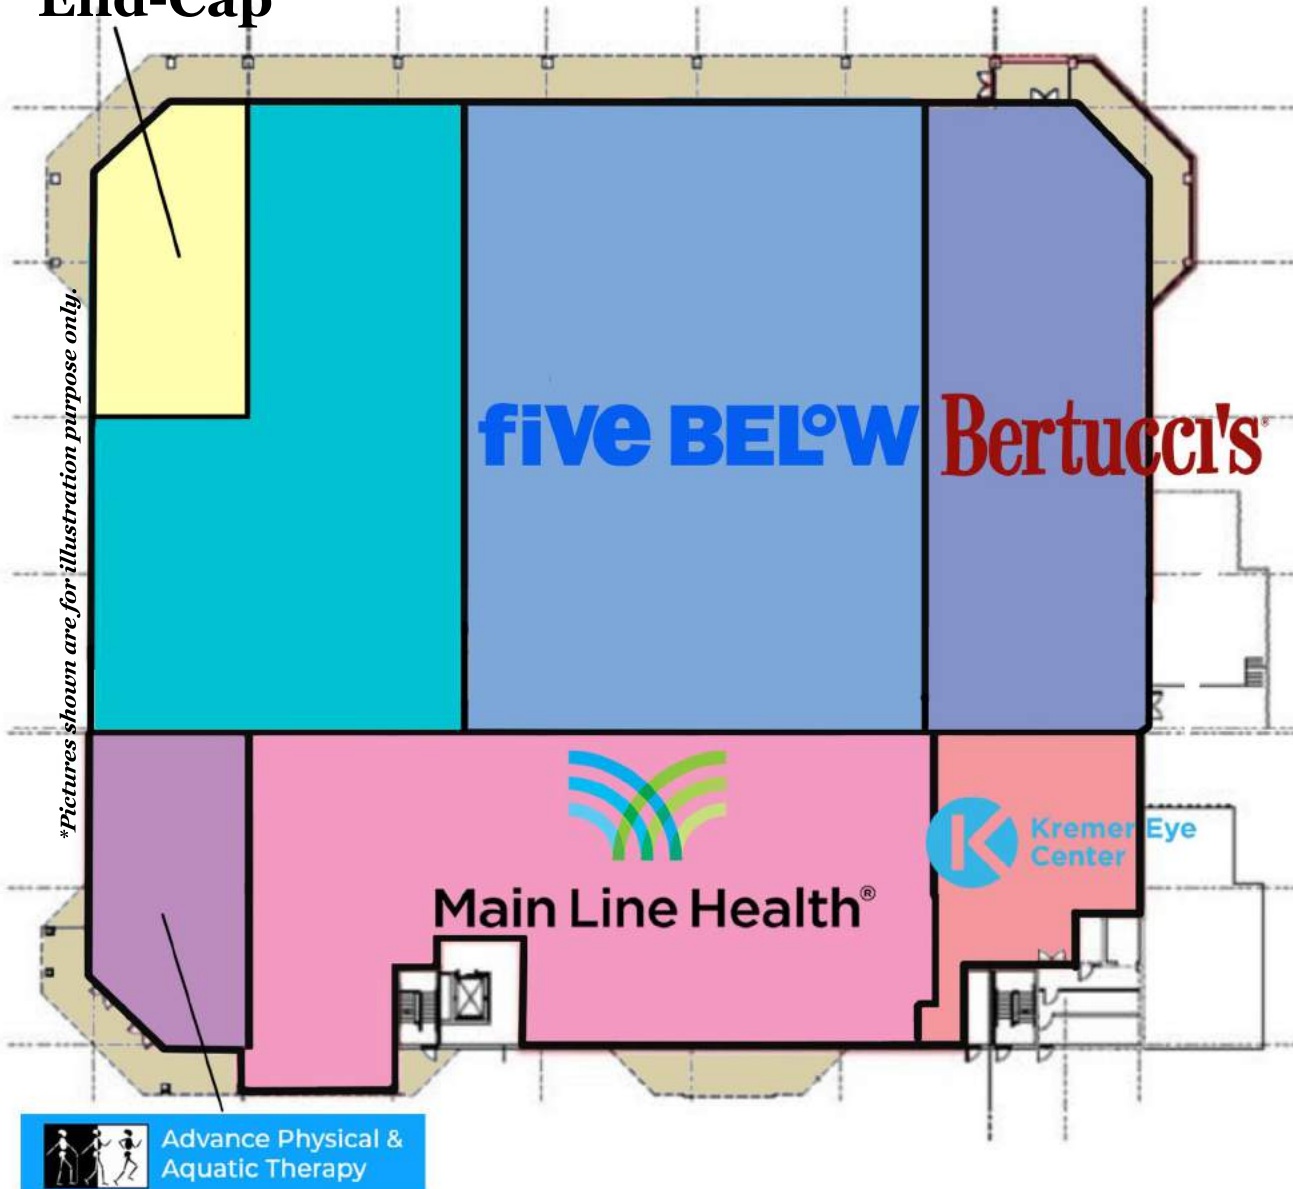 End-Cap
*Pictures shown are for illustration purpose only.
fiVe BELOW
Bertucci's®
Main Line Health®
Kremer Eye
Center
Advance Physical &
Aquatic Therapy